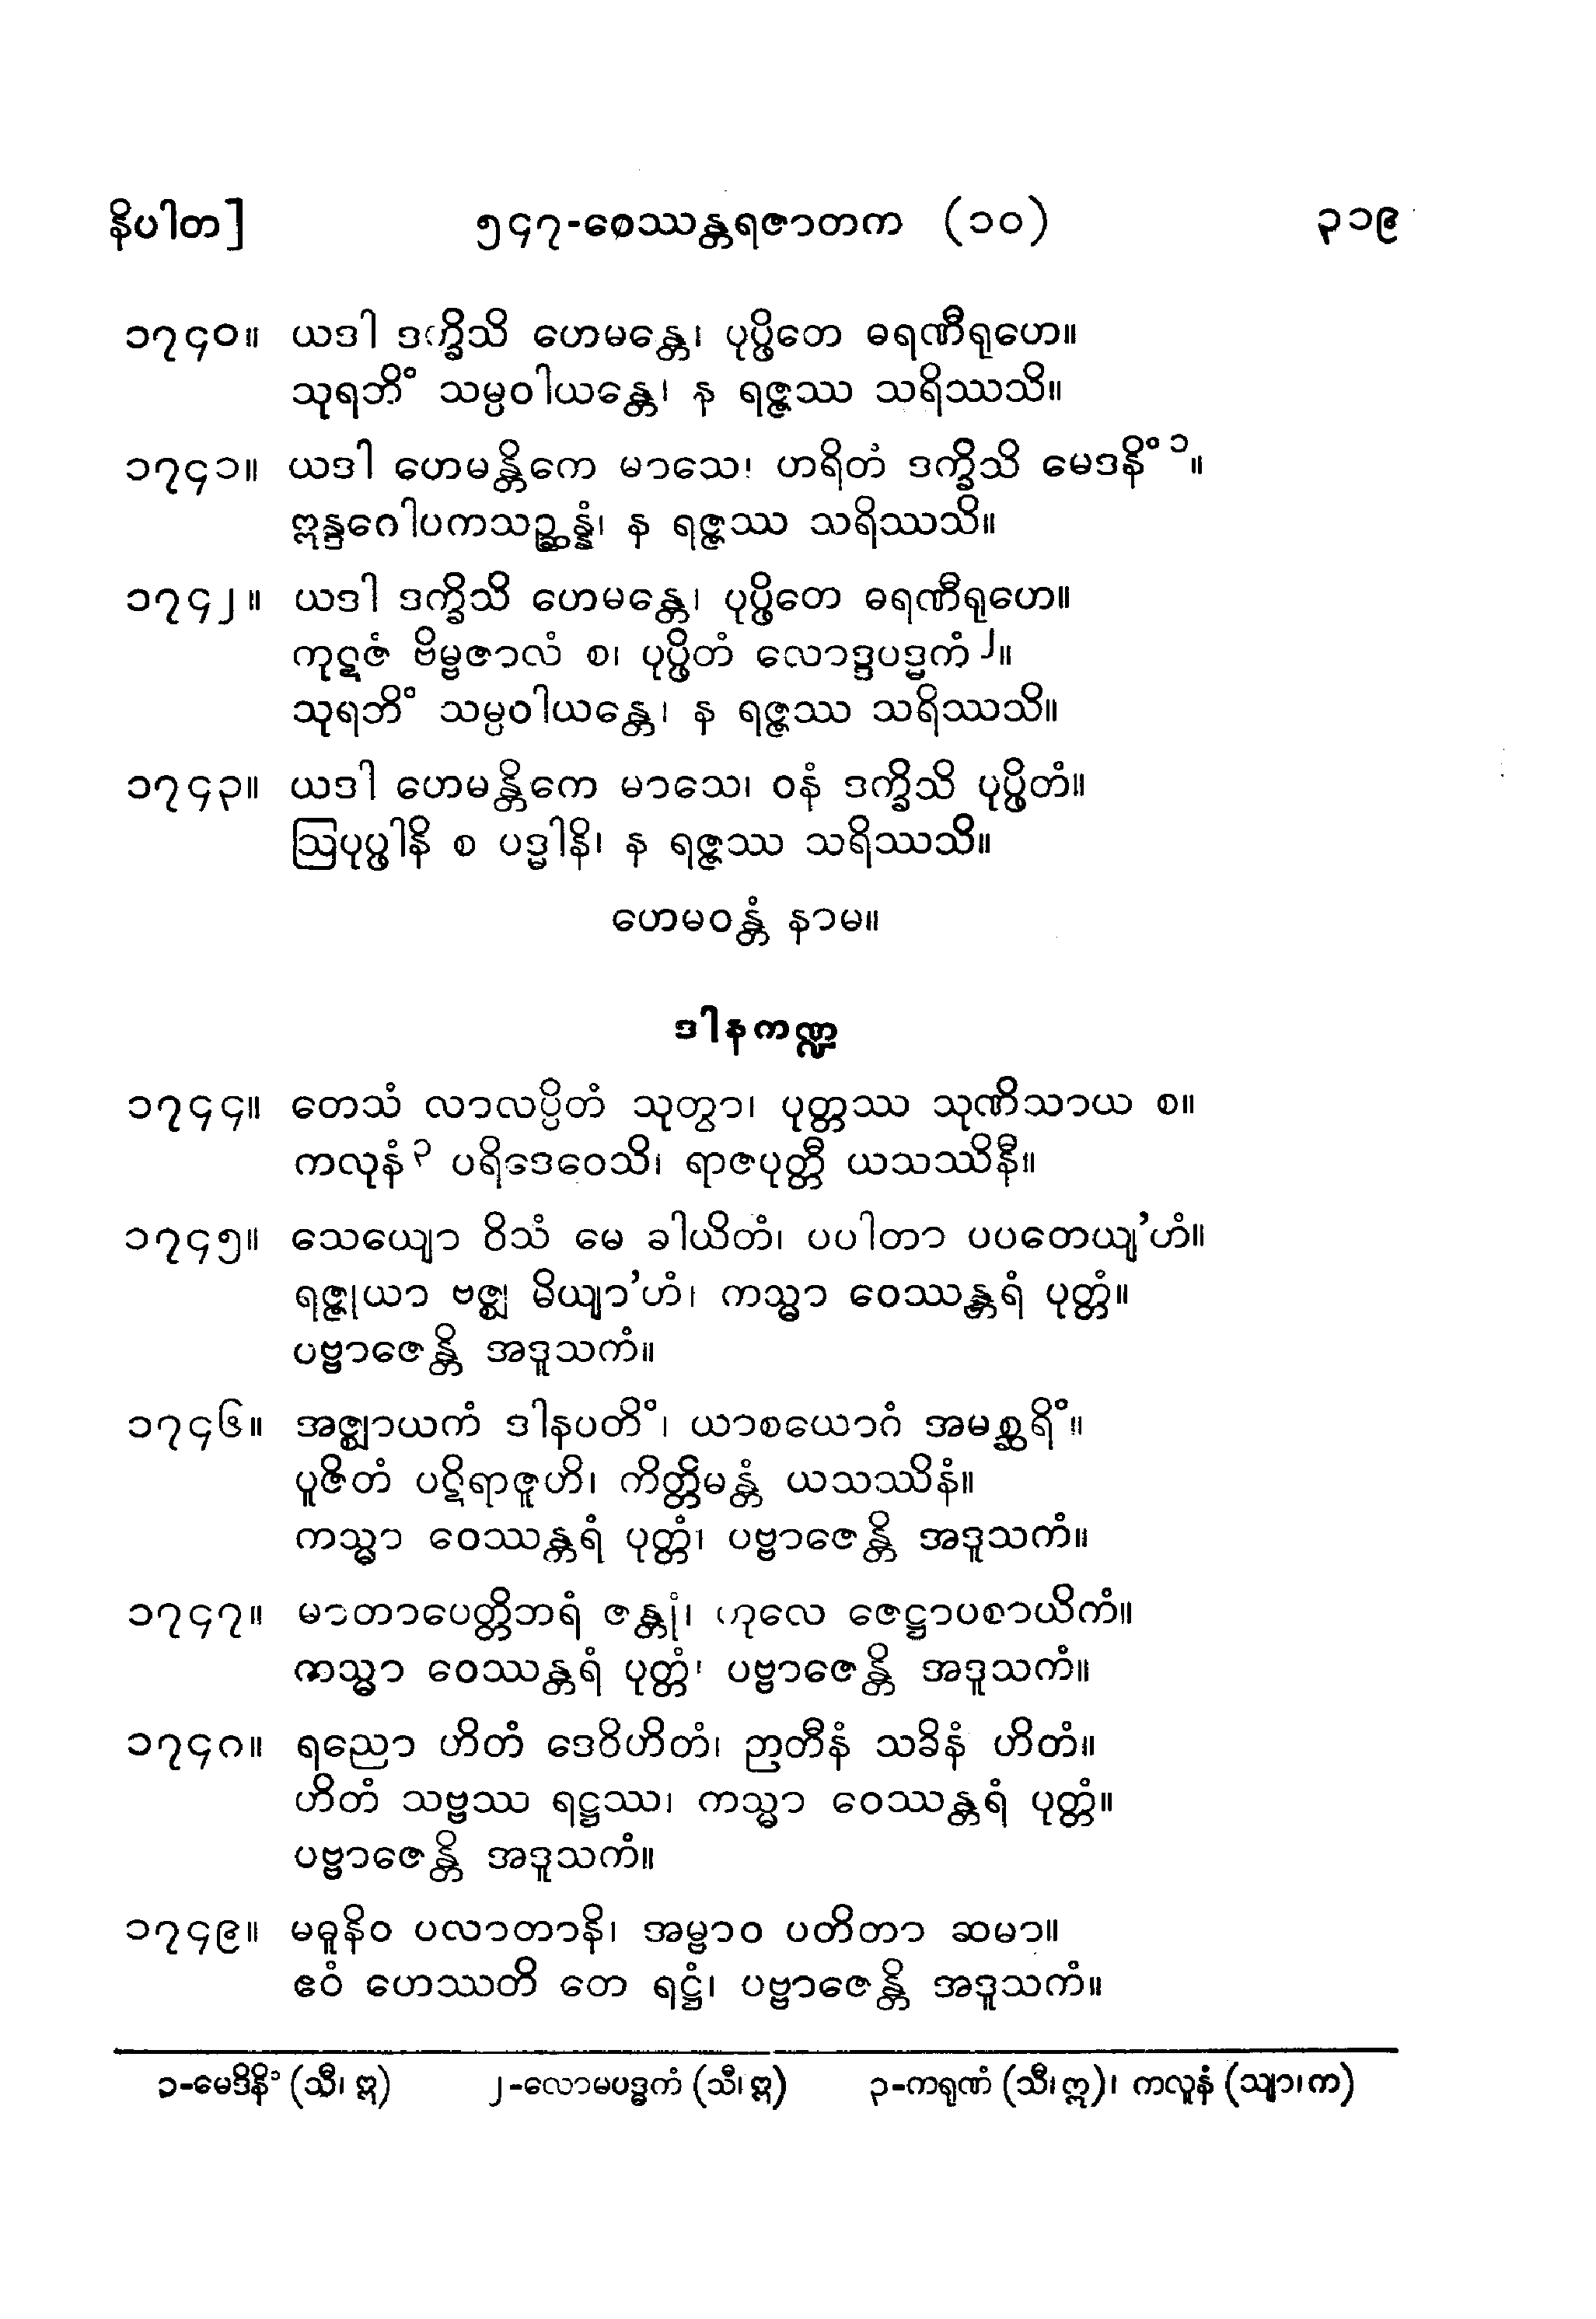 နိပါတ]
၅၄၇-ဝေဿန္တရဇာတက (၁၀)
၃၁၉
၁၇၄၀။ ယဒါ ဒက္ခိသိ ဟေမန္တေ၊ ပုပ္ဖိတေ ဓရဏီရုဟေ။
သုရဘိံ သမ္ပဝါယန္တေ၊ န ရဇ္ဇဿ သရိဿသိ။
၁၇၄၁။ ယဒါ ဟေမန္တိကေ မာသေ၊ ဟရိတံ ဒက္ခိသိ မေဒနိံ ၁။
ဣန္ဒဂေါပကသဉ္ဆန္နံ၊ န ရဇ္ဇဿ သရိဿသိ။
၁၇၄၂။ ယဒါ ဒက္ခိသိ ဟေမန္တေ၊ ပုပ္ဖိတေ ဓရဏီရုဟေ။
ကုဋဇံ ဗိမ္ဗဇာလံ စ၊ ပုပ္ဖိတံ လောဒ္ဒပဒ္မကံ ၂။
သုရဘိံ သမ္ပဝါယန္တေ၊ န ရဇ္ဇဿ သရိဿသိ။
၁၇၄၃။ ယဒါ ဟေမန္တိကေ မာသေ၊ ဝနံ ဒက္ခိသိ ပုပ္ဖိတံ။
ဩပုပ္ဖါနိ စ ပဒ္မါနိ၊ န ရဇ္ဇဿ သရိဿသိ။
ဟေမဝန္တံ နာမ။
ဒါနကဏ္ဍ
၁၇၄၄။ တေသံ လာလပ္ပိတံ သုတွာ၊ ပုတ္တဿ သုဏိသာယ စ။
ကလုနံ ၃ ပရိဒေဝေသိ၊ ရာဇပုတ္တီ ယသဿိနီ။
၁၇၄၅။ သေယျော ဝိသံ မေ ခါယိတံ၊ ပပါတာ ပပတေယျ’ဟံ။
ရဇ္ဇုယာ ဗဇ္ဈ မိယျာ’ဟံ၊ ကသ္မာ ဝေဿန္တရံ ပုတ္တံ။
ပဗ္ဗာဇေန္တိ အဒူသကံ။
၁၇၄၆။ အဇ္ဈာယကံ ဒါနပတိံ၊ ယာစယောဂံ အမစ္ဆရိံ။
ပူဇိတံ ပဋိရာဇူဟိ၊ ကိတ္တိမန္တံ ယသဿိနံ။
ကသ္မာ ဝေဿန္တရံ ပုတ္တံ၊ ပဗ္ဗာဇေန္တိ အဒူသကံ။
၁၇၄၇။ မာတာပေတ္တိဘရံ ဇန္တုံ၊ ကုလေ ဇေဋ္ဌာပစာယိကံ။
ကသ္မာ ဝေဿန္တရံ ပုတ္တံ၊ ပဗ္ဗာဇေန္တိ အဒူသကံ။
၁၇၄၈။ ရညော ဟိတံ ဒေဝိဟိတံ၊ ဉာတီနံ သခိနံ ဟိတံ။
ဟိတံ သဗ္ဗဿ ရဋ္ဌဿ၊ ကသ္မာ ဝေဿန္တရံ ပုတ္တံ။
ပဗ္ဗာဇေန္တိ အဒူသကံ။
၁၇၄၉။ မဓူနိဝ ပလာတာနိ၊ အမ္ဗာဝ ပတိတာ ဆမာ။
ဧဝံ ဟေဿတိ တေ ရဋ္ဌံ၊ ပဗ္ဗာဇေန္တိ အဒူသကံ။
၁-မေဒိနိံ (သီ၊ ဣ)
၂-လောမပဒ္ဓကံ (သီ၊ ဣ)
၃-ကရုဏံ (သီ၊ဣ)၊ ကလူနံ (သျာ၊က)